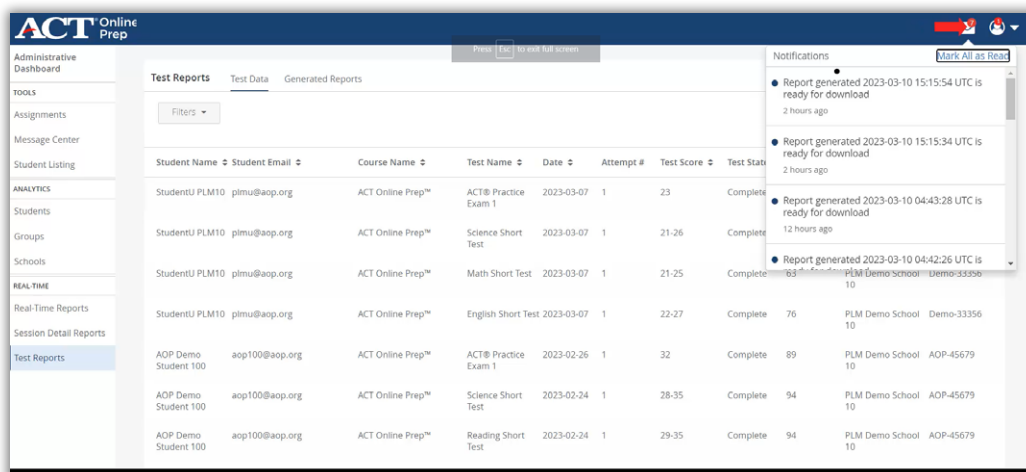 ACT® Online Prep
Press Esc to exit full screen
Administrative Dashboard
TOOLS
Assignments
Message Center
Student Listing
ANALYTICS
Students
Groups
Schools
REAL-TIME
Real-Time Reports
Session Detail Reports
Test Reports
Test Reports Test Data Generated Reports
Filters
Notifications Mark All as Read
Report generated 2023-03-10 15:15:54 UTC is
ready for download
2 hours ago
Report generated 2023-03-10 15:15:34 UTC is
ready for download
2 hours ago
Report generated 2023-03-10 04:43:28 UTC is
ready for download
12 hours ago
Report generated 2023-03-10 04:42:26 UTC is
Student Name Student Email Course Name Test Name Date Attempt # Test Score Test Stat
StudentU PLM10 plmu@aop.org ACT Online Prep™ ACT® Practice Exam 1 2023-03-07 1 23 Complete
StudentU PLM10 plmu@aop.org ACT Online Prep™ Science Short Test 2023-03-07 1 21-26 Complete
StudentU PLM10 plmu@aop.org ACT Online Prep™ Math Short Test 2023-03-07 1 21-25 Complete 63 PLM Demo School 10 Demo-33356
StudentU PLM10 plmu@aop.org ACT Online Prep™ English Short Test 2023-03-07 1 22-27 Complete 76 PLM Demo School 10 Demo-33356
AOP Demo Student 100 aop100@aop.org ACT Online Prep™ ACT® Practice Exam 1 2023-02-26 1 32 Complete 89 PLM Demo School 10 AOP-45679
AOP Demo Student 100 aop100@aop.org ACT Online Prep™ Science Short Test 2023-02-24 1 28-35 Complete 94 PLM Demo School 10 AOP-45679
AOP Demo Student 100 aop100@aop.org ACT Online Prep™ Reading Short Test 2023-02-24 1 29-35 Complete 94 PLM Demo School 10 AOP-45679